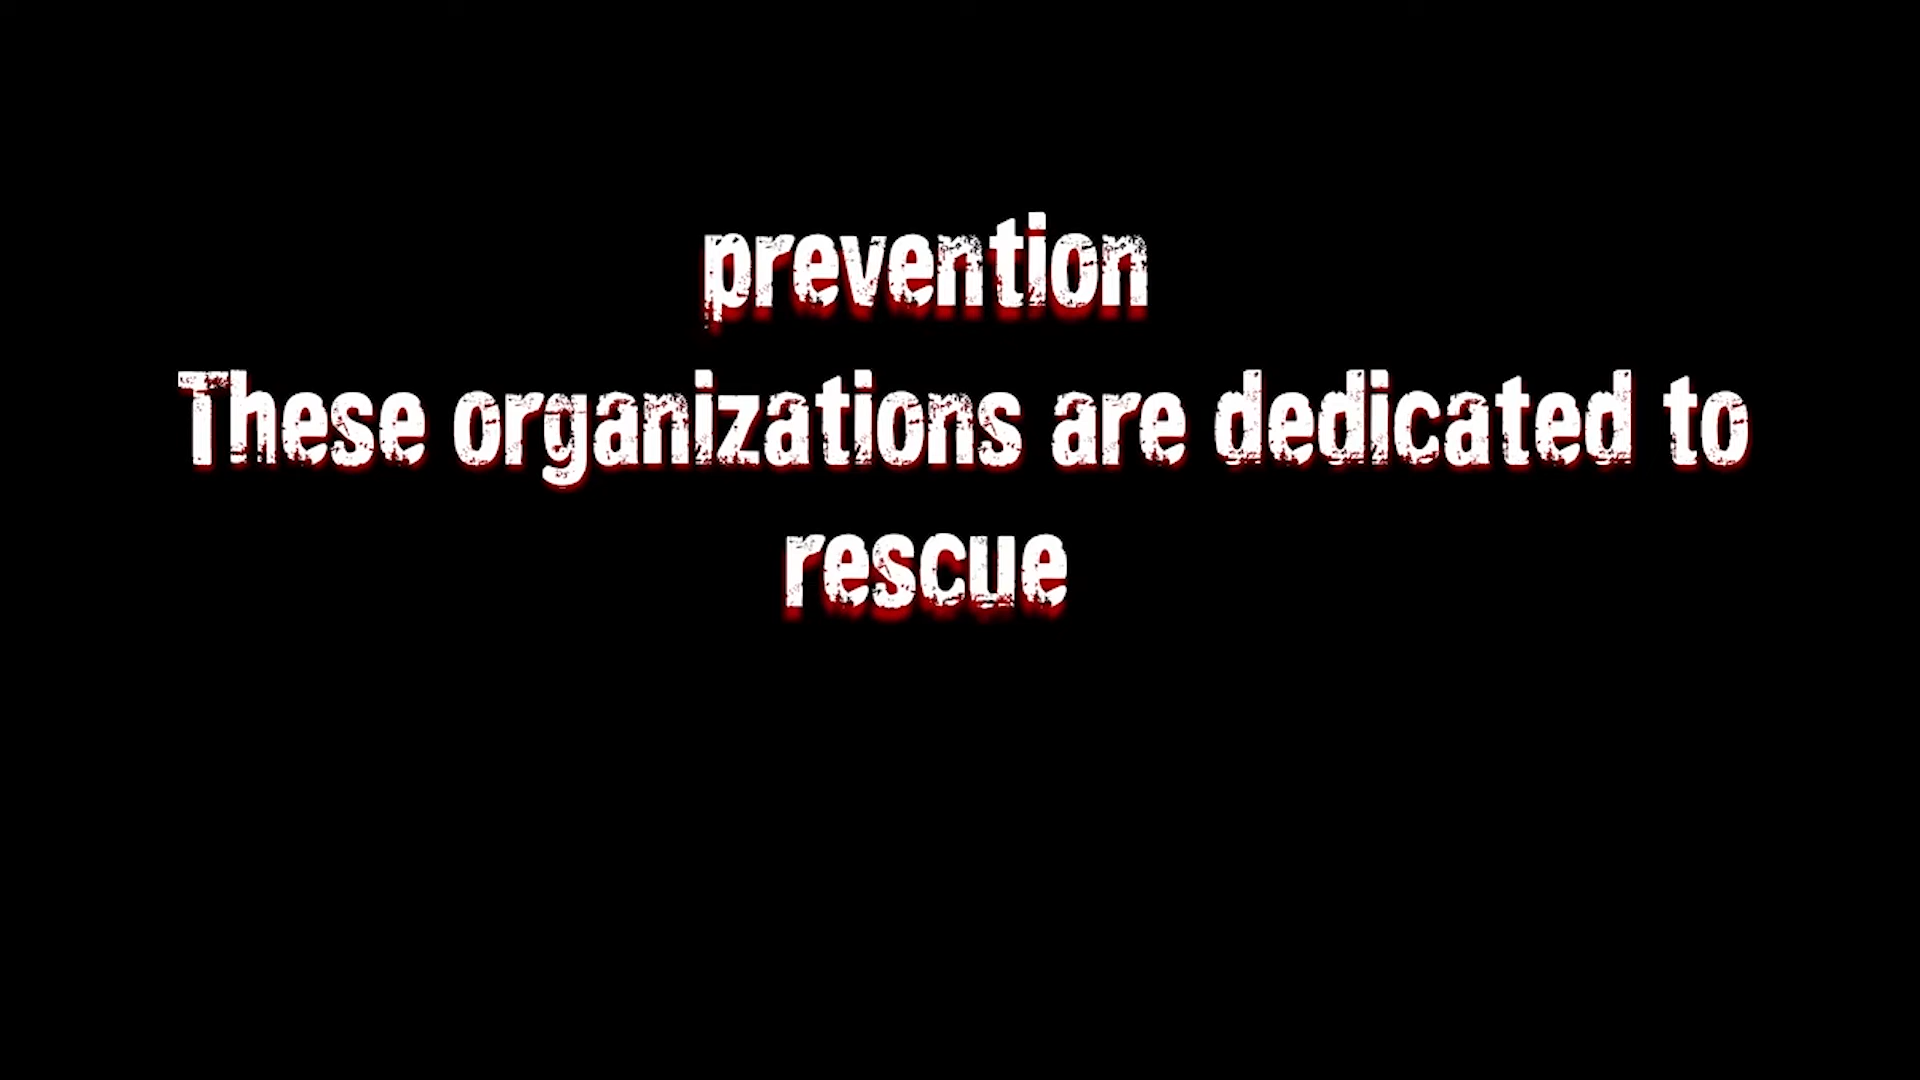 prevention
These organizations are dedicated to
rescue